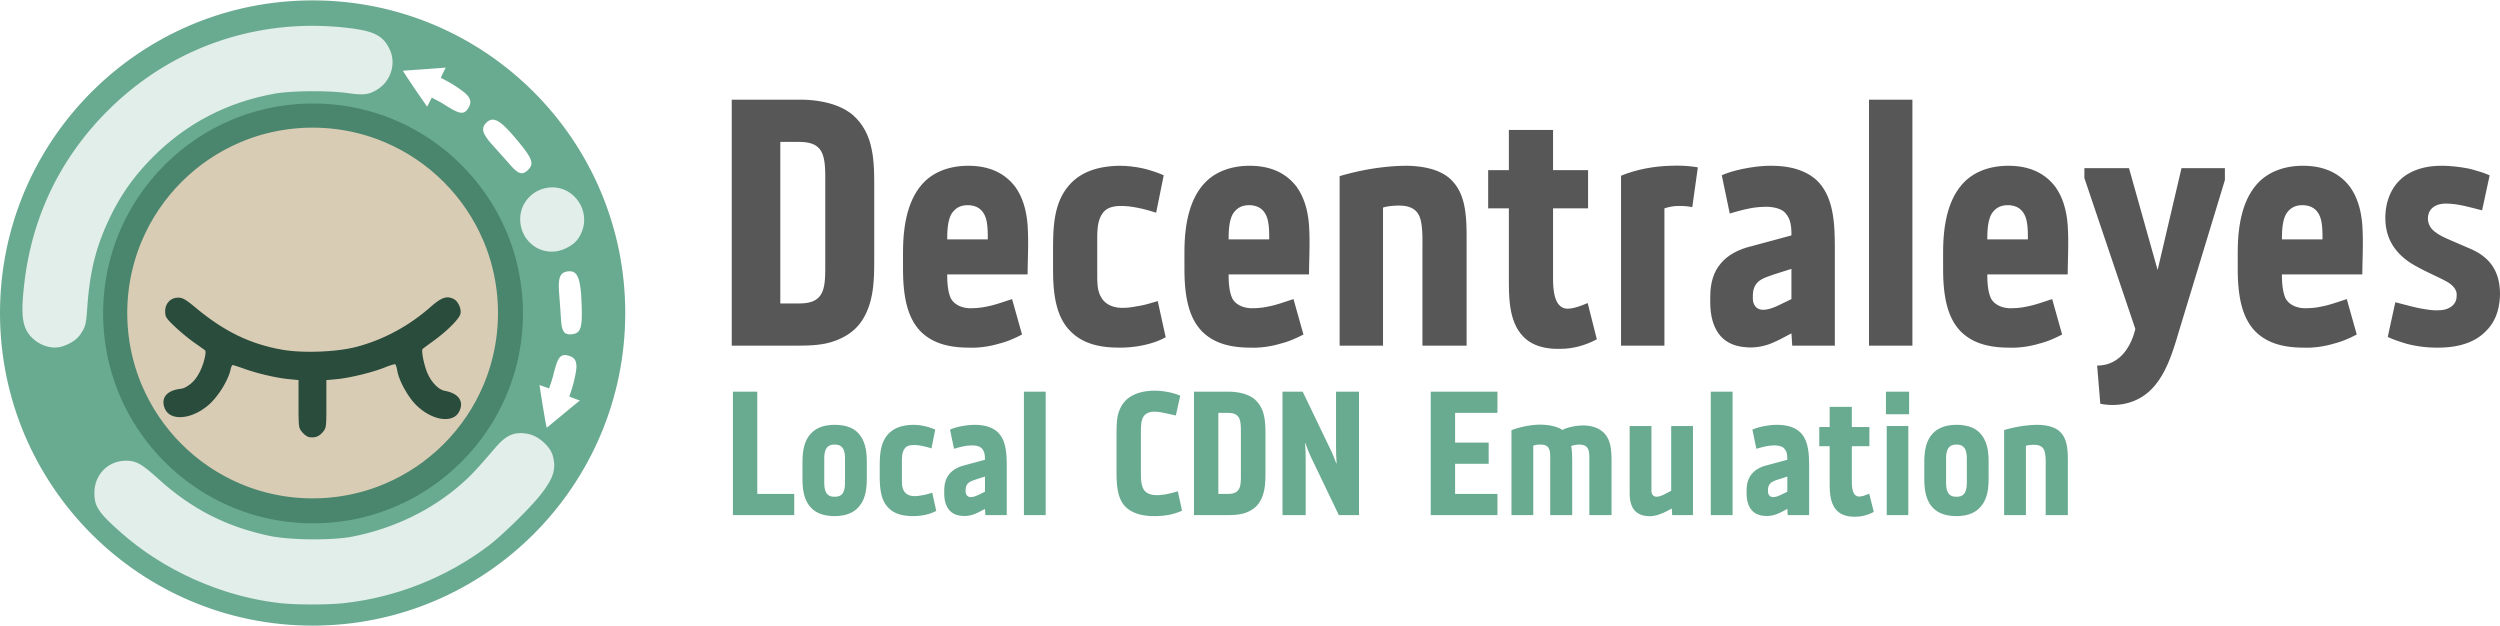 Decentraleyes
Local CDN Emulation